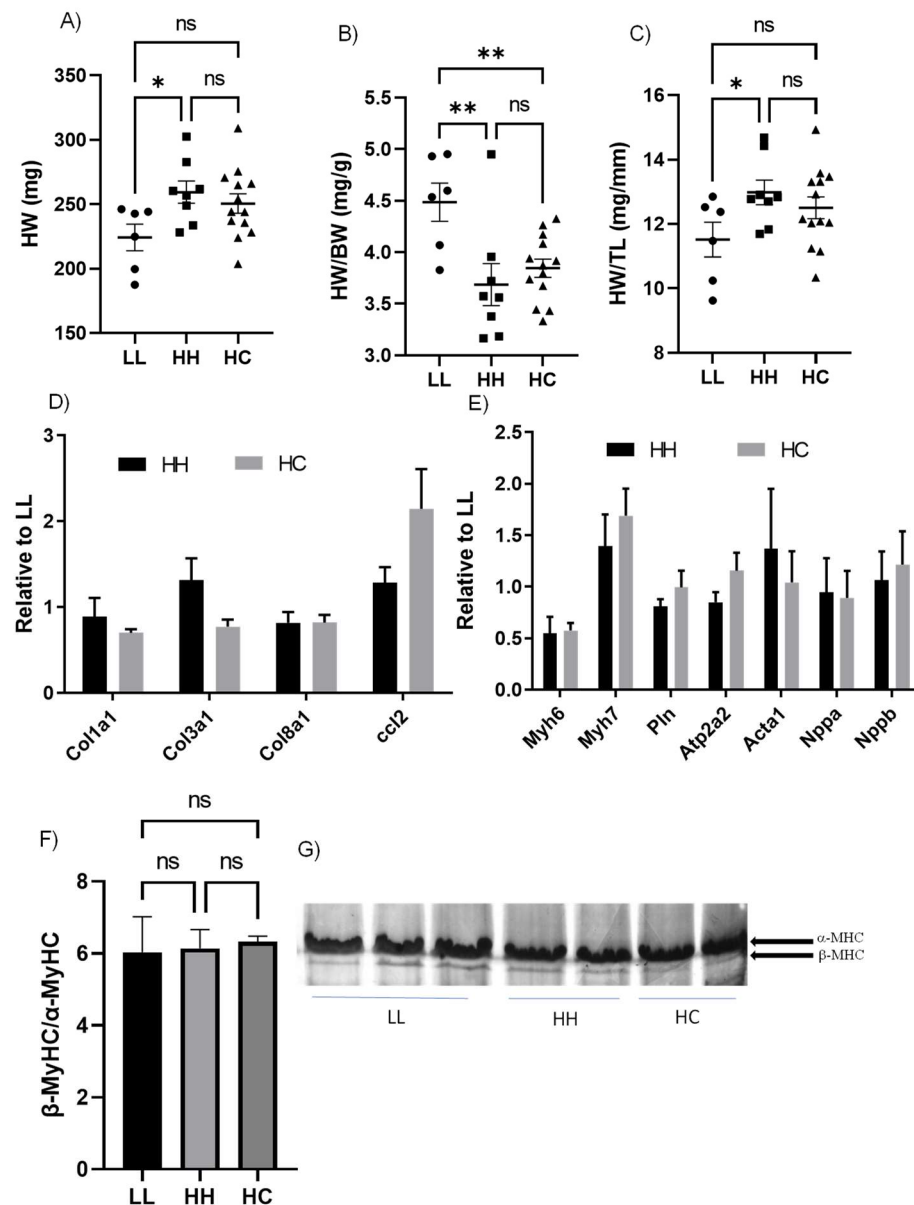 A)
ns
* ns
HW (mg)
350
300
250
200
150
LL HH HC
B)
**
** ns
HW/BW (mg/g)
5.5
5.0
4.5
4.0
3.5
3.0
LL HH HC
C)
ns
* ns
HW/TL (mg/mm)
16
14
12
10
8
LL HH HC
D)
HH HC
Relative to LL
3
2
1
0
Col1a1 Col3a1 Col8a1 ccl2
E)
HH HC
Relative to LL
2.5
2.0
1.5
1.0
0.5
0.0
Myh6 Myh7 Pln Atp2a2 Acta1 Nppa Nppb
F)
ns
ns ns
β-MyHC/α-MyHC
8
6
4
2
0
LL HH HC
G)
α-MHC
β-MHC
LL HH HC